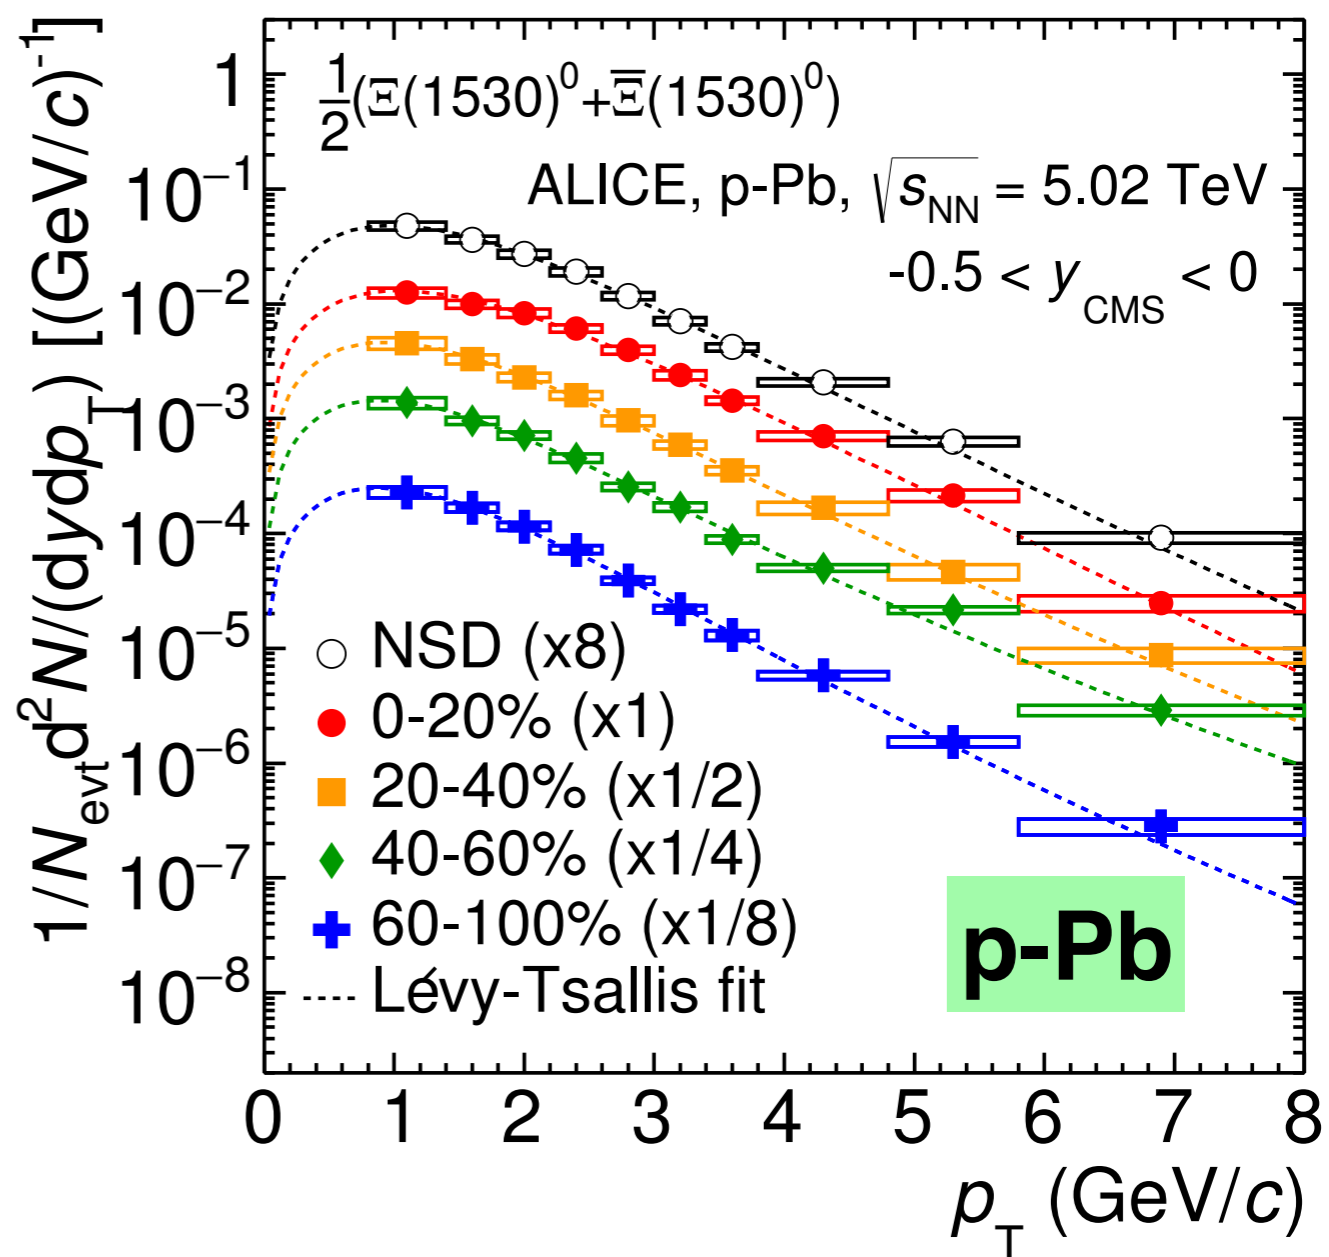 1/N_evt d²N/(dydp_T) [(GeV/c)⁻¹]
1
10⁻¹
10⁻²
10⁻³
10⁻⁴
10⁻⁵
10⁻⁶
10⁻⁷
10⁻⁸
½(Ξ(1530)⁰+Ξ̅(1530)⁰)
ALICE, p-Pb, √s_NN = 5.02 TeV
-0.5 < y_CMS < 0
NSD (x8)
0-20% (x1)
20-40% (x1/2)
40-60% (x1/4)
60-100% (x1/8)
Lévy-Tsallis fit
p-Pb
0 1 2 3 4 5 6 7 8
p_T (GeV/c)